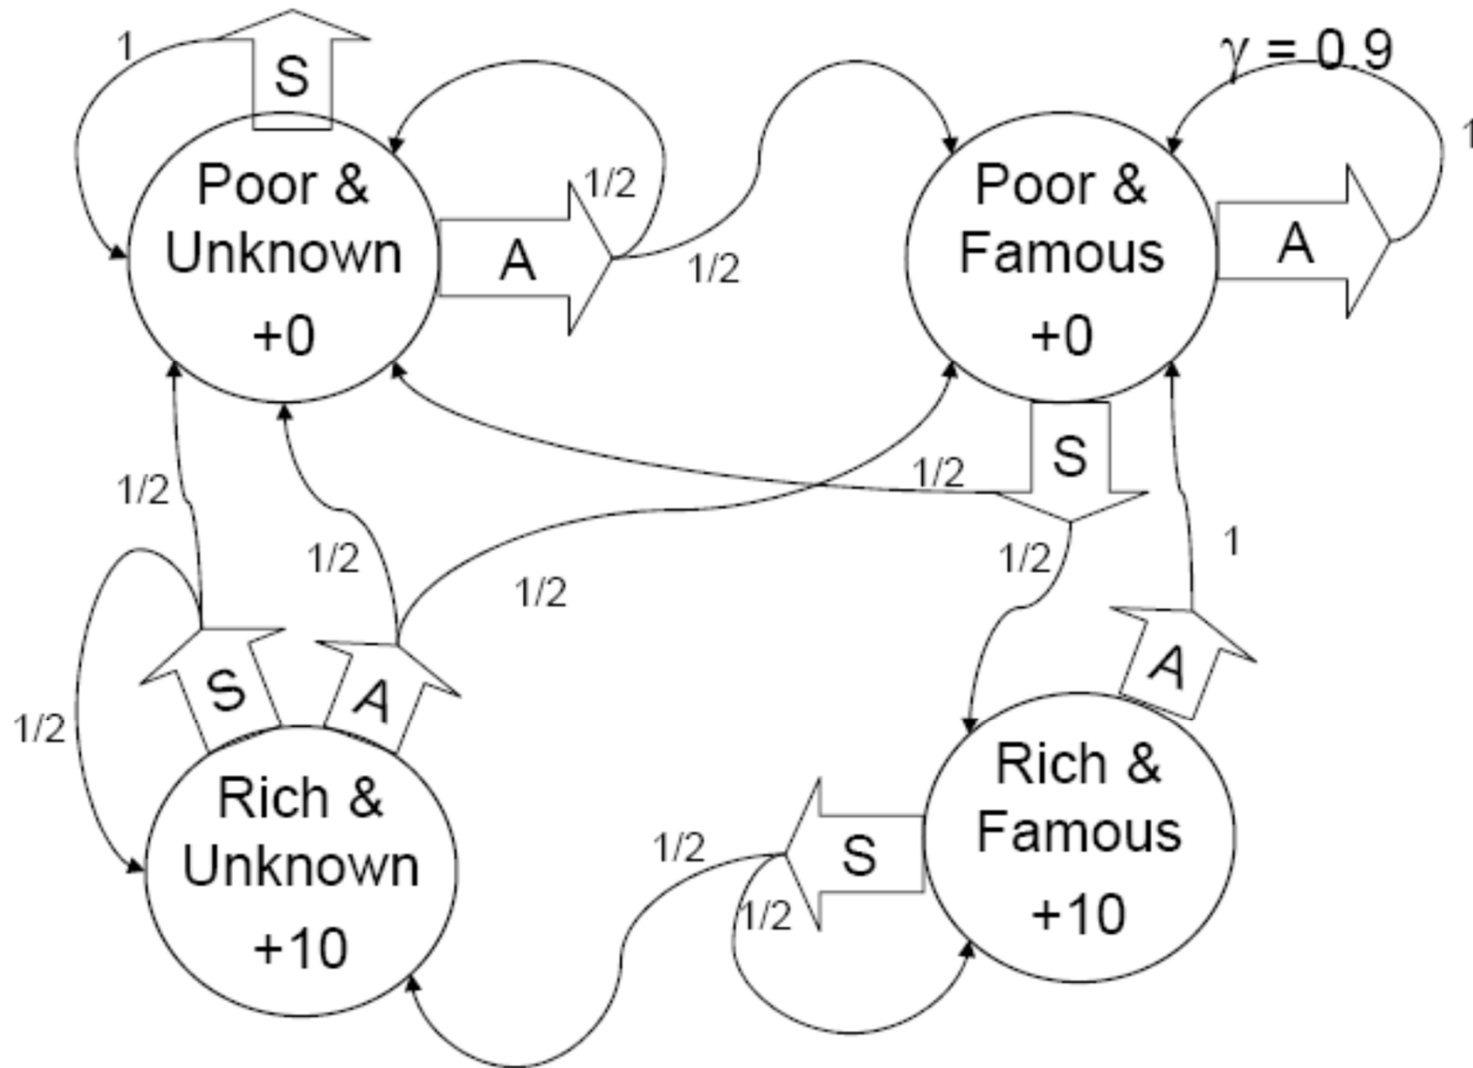 1
S
γ = 0.9
Poor &
Unknown
+0
1/2
A
1/2
Poor &
Famous
+0
A
1
1/2
1/2
1/2
1/2
S
1/2
1
1/2
S
A
A
Rich &
Unknown
+10
1/2
1/2
S
Rich &
Famous
+10